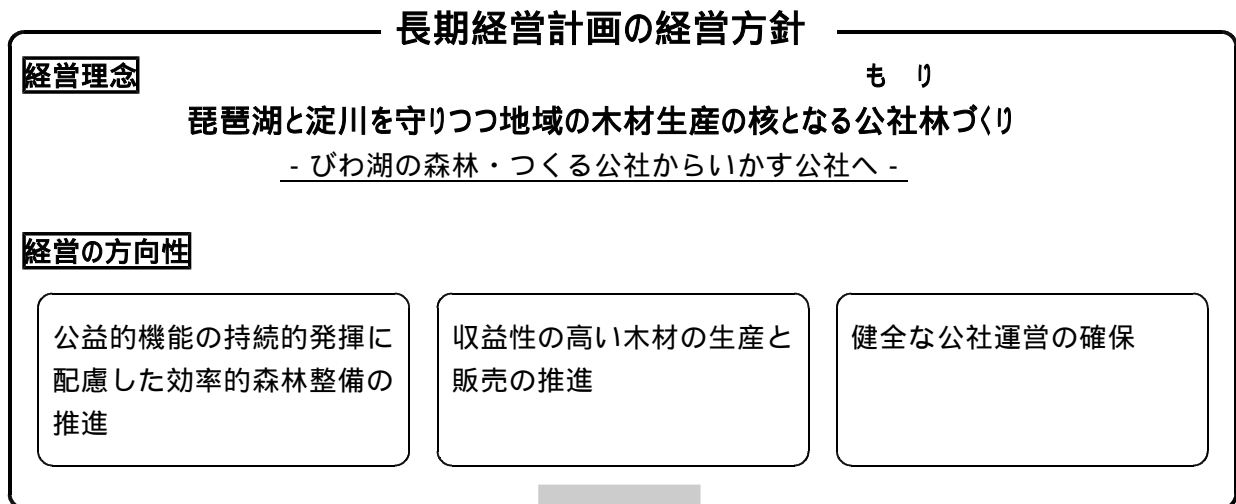 長期経営計画の経営方針
経営理念
も り
琵琶湖と淀川を守りつつ地域の木材生産の核となる公社林づくり
- びわ湖の森林・つくる公社からいかす公社へ -
経営の方向性
公益的機能の持続的発揮に
配慮した効率的森林整備の
推進
収益性の高い木材の生産と
販売の推進
健全な公社運営の確保